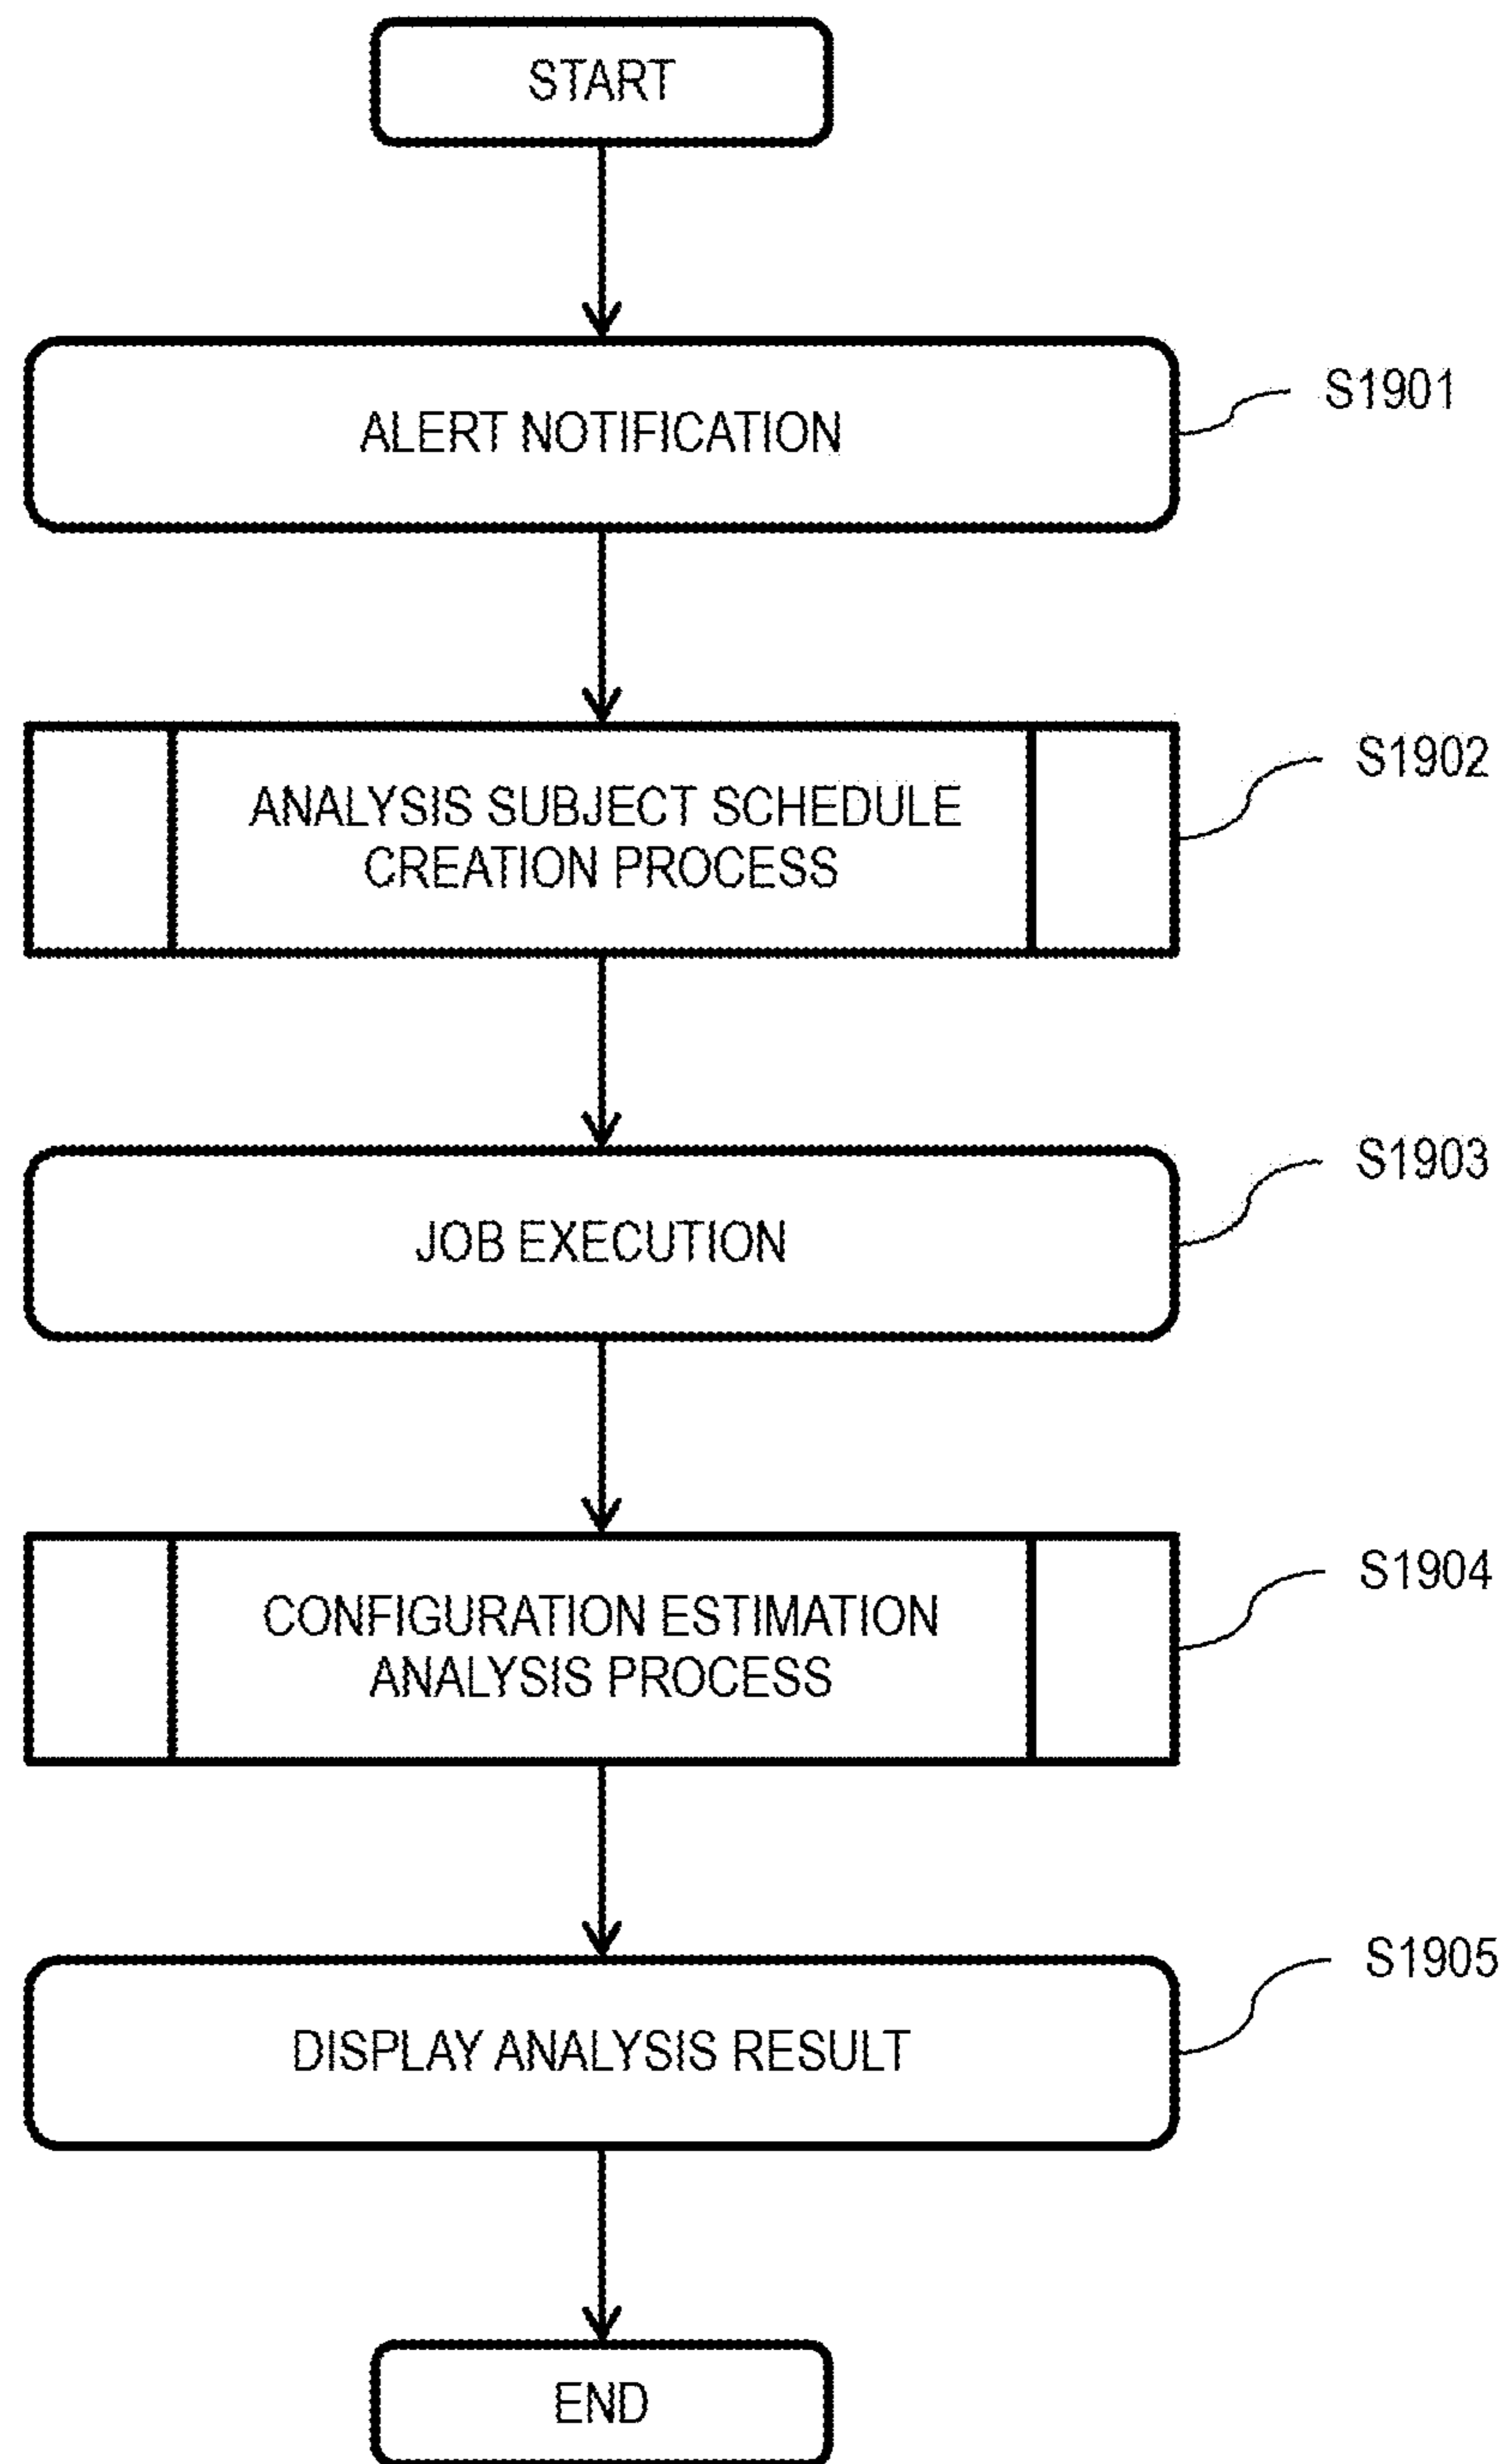 START
ALERT NOTIFICATION
S1901
ANALYSIS SUBJECT SCHEDULE
CREATION PROCESS
S1902
JOB EXECUTION
S1903
CONFIGURATION ESTIMATION
ANALYSIS PROCESS
S1904
DISPLAY ANALYSIS RESULT
S1905
END